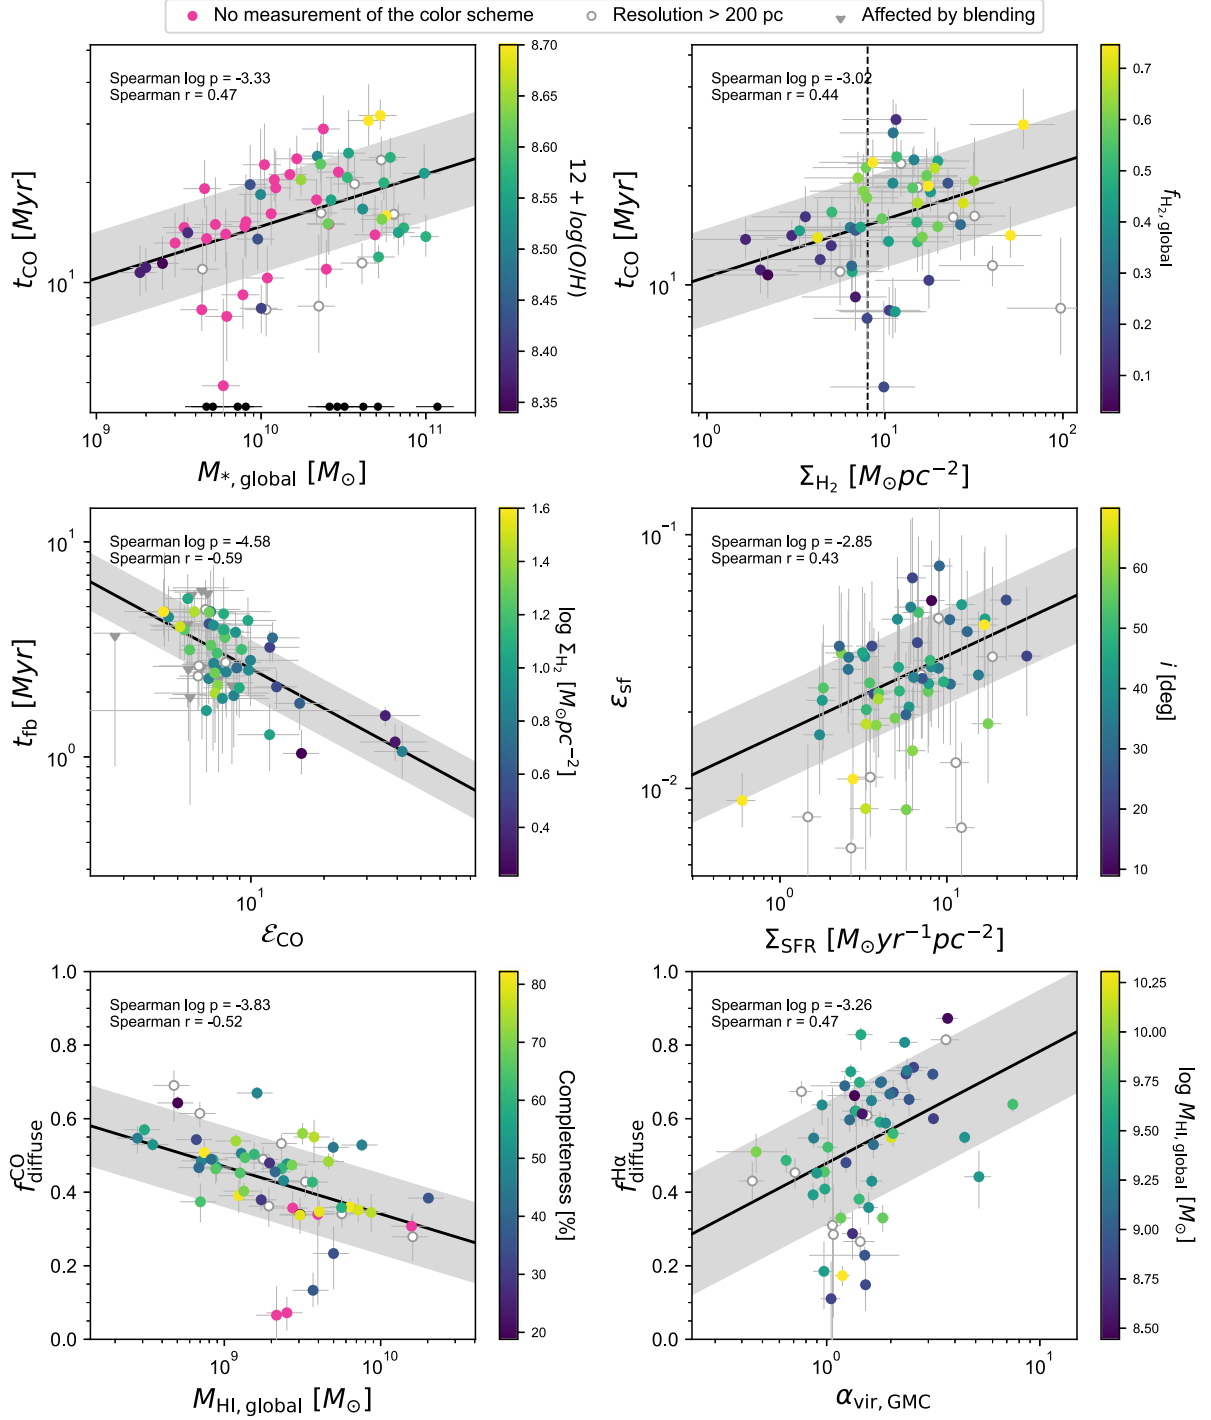 No measurement of the color scheme
Resolution > 200 pc
Affected by blending
Spearman log p = -3.33
Spearman r = 0.47
t_CO [Myr]
10^1
10^9 10^10 10^11
M_*,global [M_⊙]
8.70
8.65
8.60
8.55
8.50
8.45
8.40
8.35
12 + log(O/H)
Spearman log p = -3.02
Spearman r = 0.44
t_CO [Myr]
10^1
10^0 10^1 10^2
Σ_H_2 [M_⊙pc^−2]
0.7
0.6
0.5
0.4
0.3
0.2
0.1
f_H_2,global
Spearman log p = -4.58
Spearman r = -0.59
t_fb [Myr]
10^1
10^0
10^1
ℰ_CO
1.6
1.4
1.2
1.0
0.8
0.6
0.4
log Σ_H_2 [M_⊙pc^−2]
Spearman log p = -2.85
Spearman r = 0.43
ε_sf
10^−1
10^−2
10^0 10^1
Σ_SFR [M_⊙yr^−1pc^−2]
60
50
40
30
20
10
i [deg]
Spearman log p = -3.83
Spearman r = -0.52
f^CO_diffuse
1.0
0.8
0.6
0.4
0.2
0.0
10^9 10^10
M_HI,global [M_⊙]
80
70
60
50
40
30
20
Completeness [%]
Spearman log p = -3.26
Spearman r = 0.47
f^Hα_diffuse
1.0
0.8
0.6
0.4
0.2
0.0
10^0 10^1
α_vir,GMC
10.25
10.00
9.75
9.50
9.25
9.00
8.75
8.50
log M_HI,global [M_⊙]